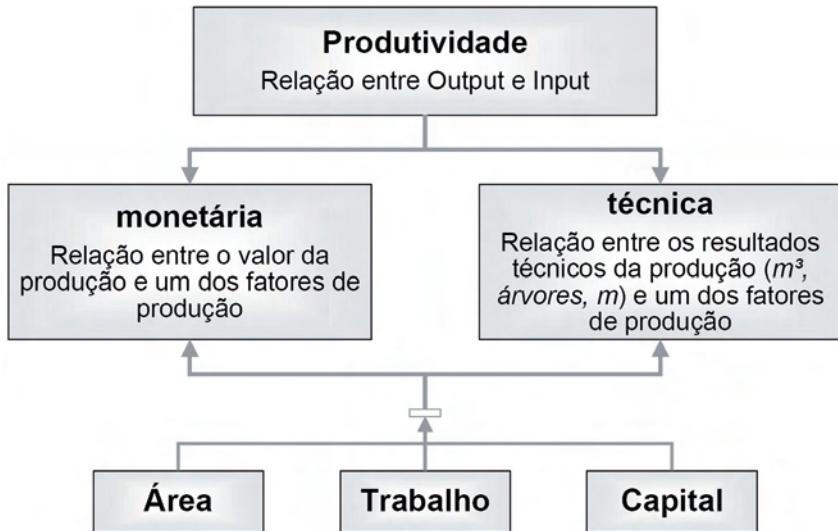 Produtividade
Relação entre Output e Input
monetária
Relação entre o valor da
produção e um dos fatores de
produção
técnica
Relação entre os resultados
técnicos da produção (m³,
árvores, m) e um dos fatores
de produção
Área
Trabalho
Capital